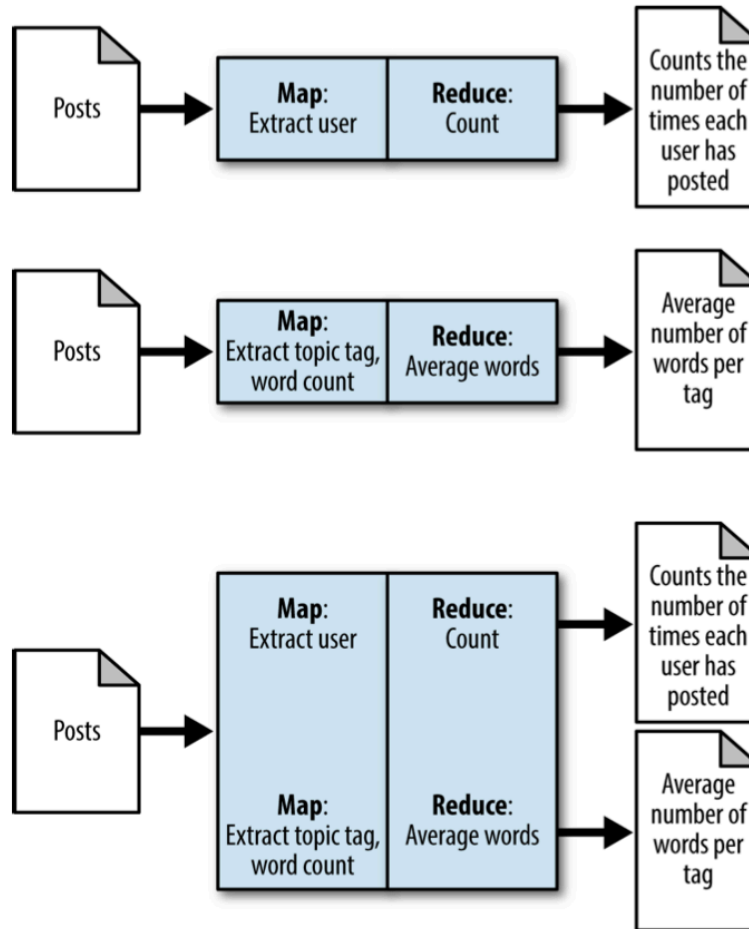 Posts
Map:
Extract user
Reduce:
Count
Counts the
number of
times each
user has
posted
Posts
Map:
Extract topic tag,
word count
Reduce:
Average words
Average
number of
words per
tag
Posts
Map:
Extract user
Reduce:
Count
Map:
Extract topic tag,
word count
Reduce:
Average words
Counts the
number of
times each
user has
posted
Average
number of
words per
tag